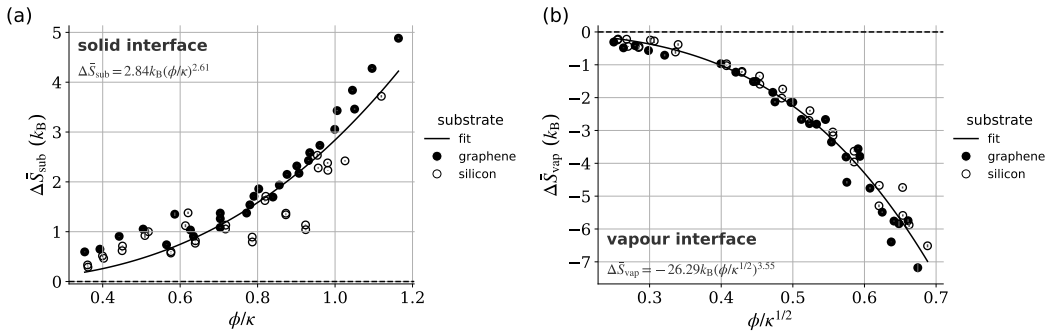 (a)
solid interface
ΔS̄sub = 2.84kB(ϕ/κ)^2.61
5
4
3
2
1
0
ΔS̄sub (kB)
0.4 0.6 0.8 1.0 1.2
ϕ/κ
substrate
fit
graphene
silicon
(b)
0
−1
−2
−3
−4
−5
−6
−7
ΔS̄vap (kB)
vapour interface
ΔS̄vap = −26.29kB(ϕ/κ^1/2)^3.55
0.3 0.4 0.5 0.6 0.7
ϕ/κ^1/2
substrate
fit
graphene
silicon